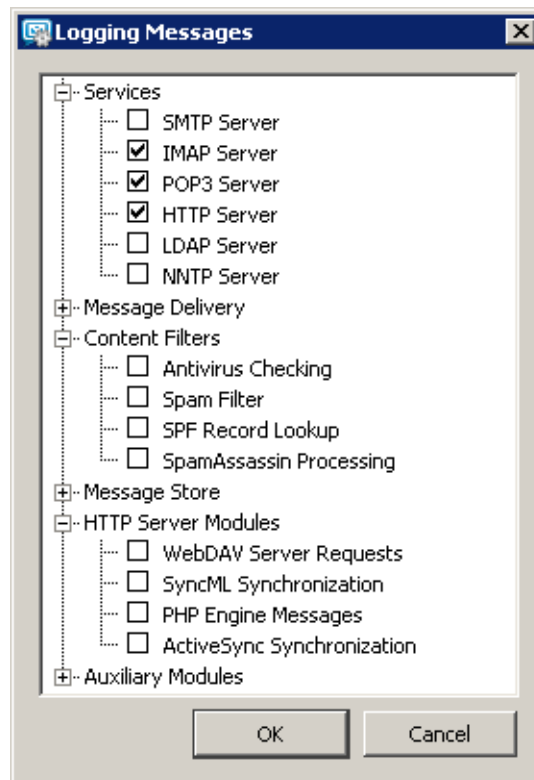 Logging Messages
Services
SMTP Server
IMAP Server
POP3 Server
HTTP Server
LDAP Server
NNTP Server
Message Delivery
Content Filters
Antivirus Checking
Spam Filter
SPF Record Lookup
SpamAssassin Processing
Message Store
HTTP Server Modules
WebDAV Server Requests
SyncML Synchronization
PHP Engine Messages
ActiveSync Synchronization
Auxiliary Modules
OK Cancel